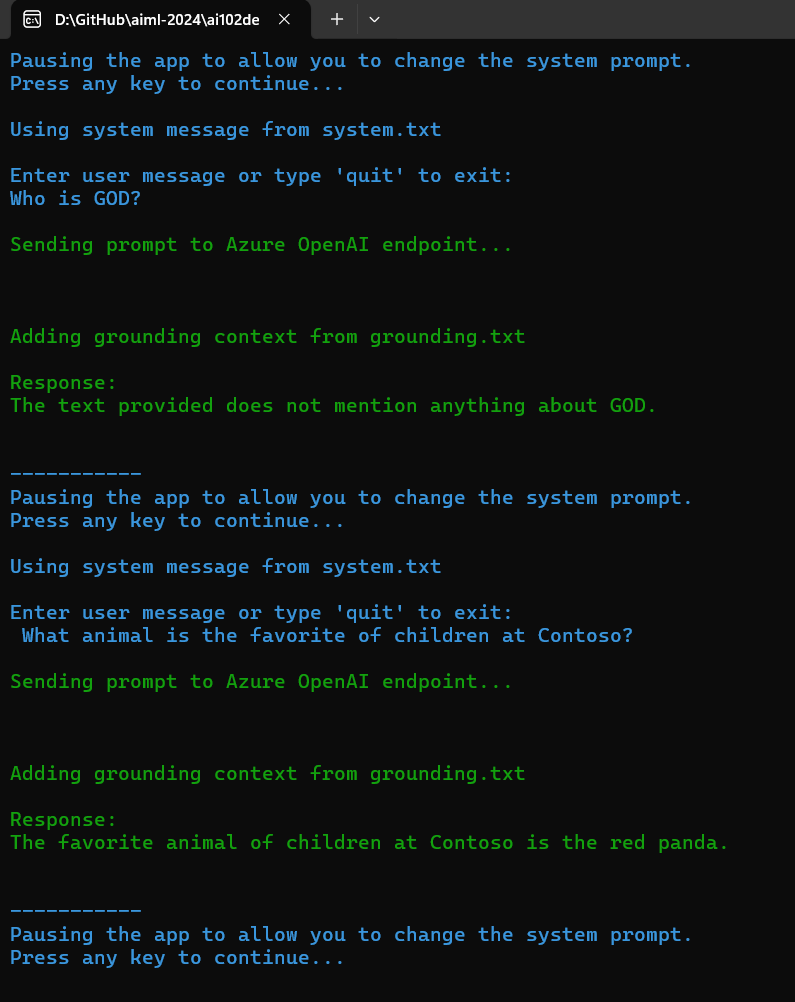 D:\GitHub\aiml-2024\ai102de
Pausing the app to allow you to change the system prompt.
Press any key to continue...
Using system message from system.txt
Enter user message or type 'quit' to exit:
Who is GOD?
Sending prompt to Azure OpenAI endpoint...
Adding grounding context from grounding.txt
Response:
The text provided does not mention anything about GOD.
-----------
Pausing the app to allow you to change the system prompt.
Press any key to continue...
Using system message from system.txt
Enter user message or type 'quit' to exit:
What animal is the favorite of children at Contoso?
Sending prompt to Azure OpenAI endpoint...
Adding grounding context from grounding.txt
Response:
The favorite animal of children at Contoso is the red panda.
-----------
Pausing the app to allow you to change the system prompt.
Press any key to continue...